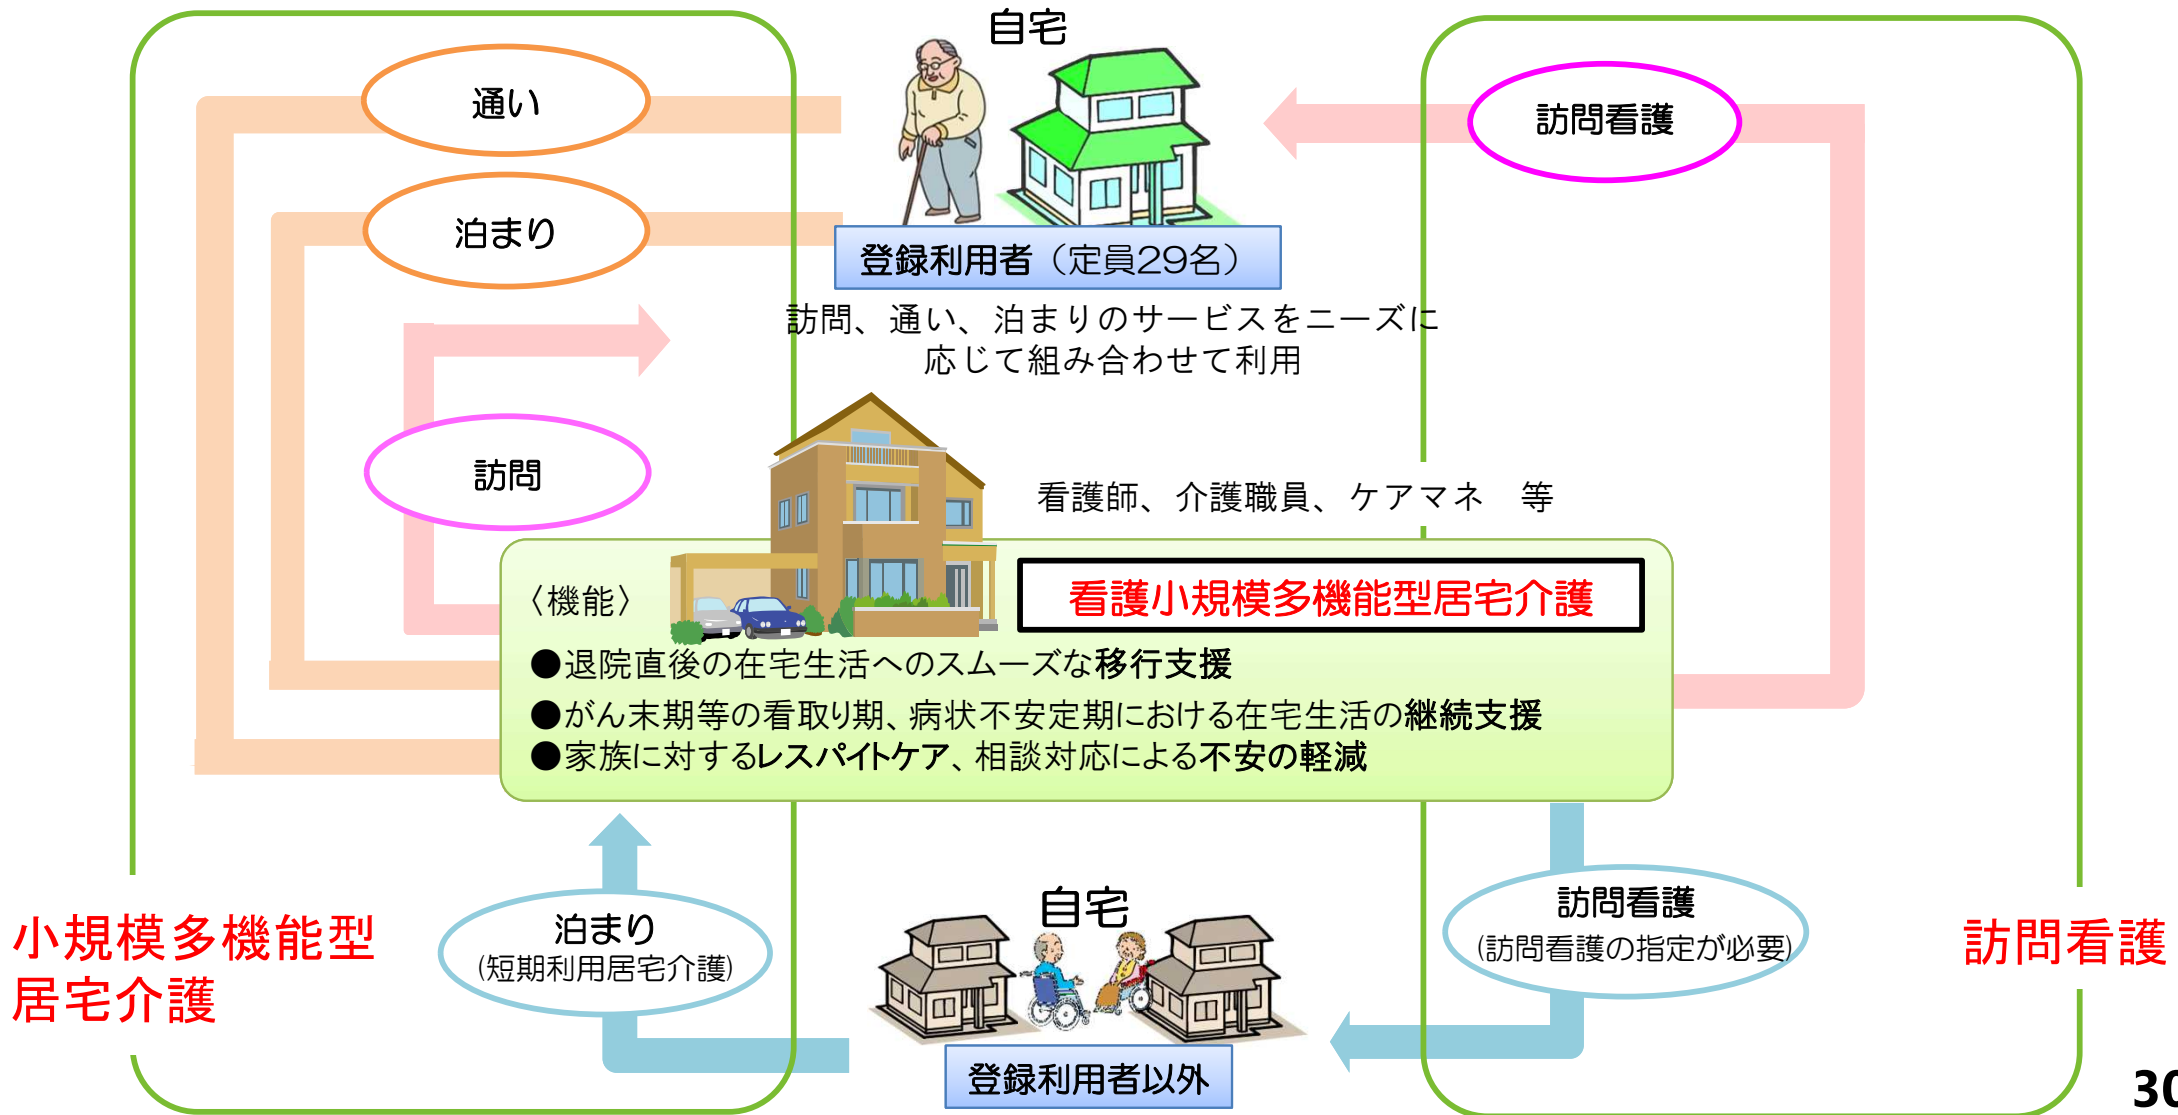 自宅
通い
訪問看護
泊まり
登録利用者（定員29名）
訪問、通い、泊まりのサービスをニーズに
応じて組み合わせて利用
訪問
看護師、介護職員、ケアマネ　等
〈機能〉
看護小規模多機能型居宅介護
●退院直後の在宅生活へのスムーズな移行支援
●がん末期等の看取り期、病状不安定期における在宅生活の継続支援
●家族に対するレスパイトケア、相談対応による不安の軽減
小規模多機能型
居宅介護
泊まり
(短期利用居宅介護)
自宅
訪問看護
(訪問看護の指定が必要)
訪問看護
登録利用者以外
30